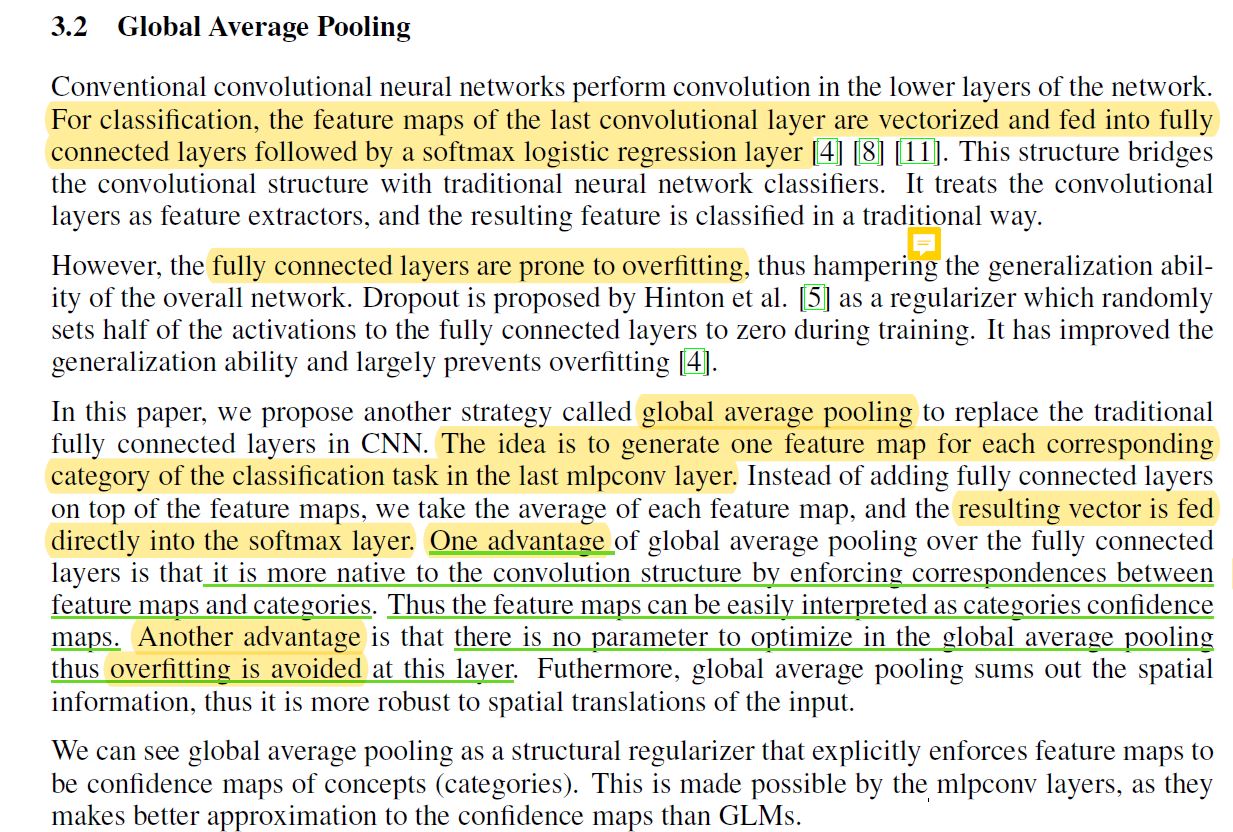 3.2 Global Average Pooling
Conventional convolutional neural networks perform convolution in the lower layers of the network.
For classification, the feature maps of the last convolutional layer are vectorized and fed into fully
connected layers followed by a softmax logistic regression layer [4] [8] [11]. This structure bridges
the convolutional structure with traditional neural network classifiers. It treats the convolutional
layers as feature extractors, and the resulting feature is classified in a traditional way.
However, the fully connected layers are prone to overfitting, thus hampering the generalization abil-
ity of the overall network. Dropout is proposed by Hinton et al. [5] as a regularizer which randomly
sets half of the activations to the fully connected layers to zero during training. It has improved the
generalization ability and largely prevents overfitting [4].
In this paper, we propose another strategy called global average pooling to replace the traditional
fully connected layers in CNN. The idea is to generate one feature map for each corresponding
category of the classification task in the last mlpconv layer. Instead of adding fully connected layers
on top of the feature maps, we take the average of each feature map, and the resulting vector is fed
directly into the softmax layer. One advantage of global average pooling over the fully connected
layers is that it is more native to the convolution structure by enforcing correspondences between
feature maps and categories. Thus the feature maps can be easily interpreted as categories confidence
maps. Another advantage is that there is no parameter to optimize in the global average pooling
thus overfitting is avoided at this layer. Futhermore, global average pooling sums out the spatial
information, thus it is more robust to spatial translations of the input.
We can see global average pooling as a structural regularizer that explicitly enforces feature maps to
be confidence maps of concepts (categories). This is made possible by the mlpconv layers, as they
makes better approximation to the confidence maps than GLMs.